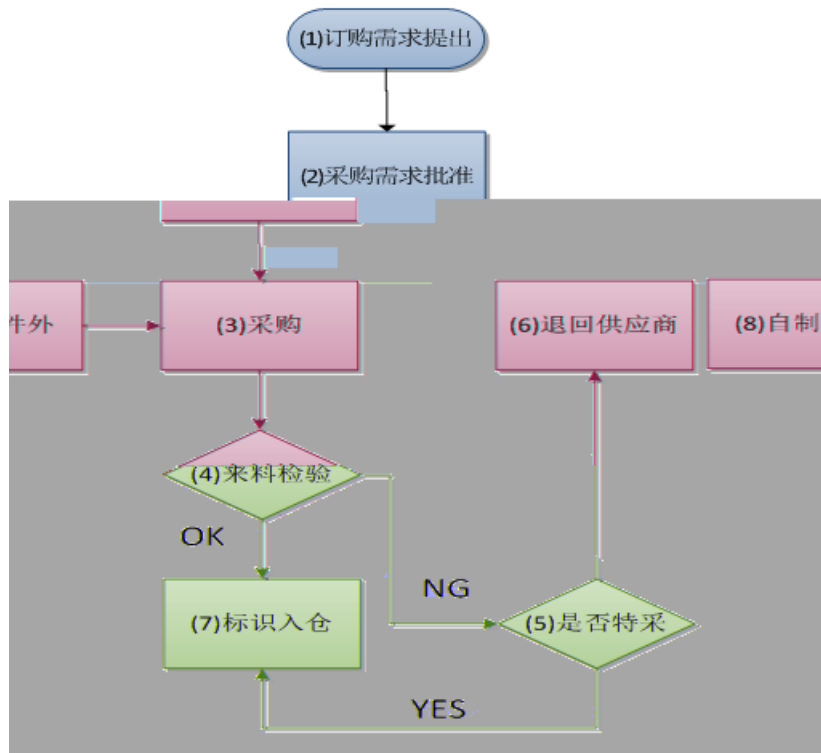 (1)订购需求提出
(2)采购需求批准
件外
(3)采购
(6)退回供应商
(8)自制
(4)来料检验
OK
NG
(7)标识入仓
(5)是否特采
YES